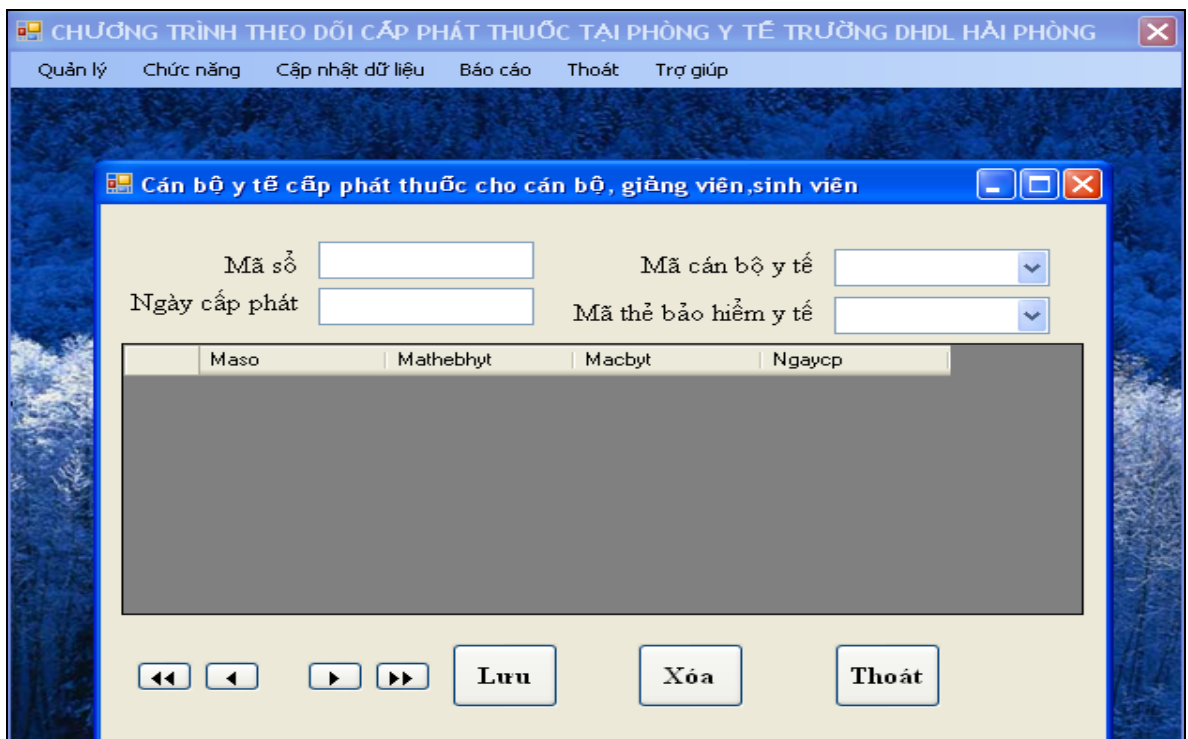 CHƯƠNG TRÌNH THEO DÕI CẤP PHÁT THUỐC TẠI PHÒNG Y TẾ TRƯỜNG DHDL HẢI PHÒNG
Quản lý Chức năng Cập nhật dữ liệu Báo cáo Thoát Trợ giúp
Cán bộ y tế cấp phát thuốc cho cán bộ, giảng viên,sinh viên
Mã sổ Mã cán bộ y tế
Ngày cấp phát Mã thẻ bảo hiểm y tế
Maso Mathebhyt Macbyt Ngaycp
Lưu Xóa Thoát